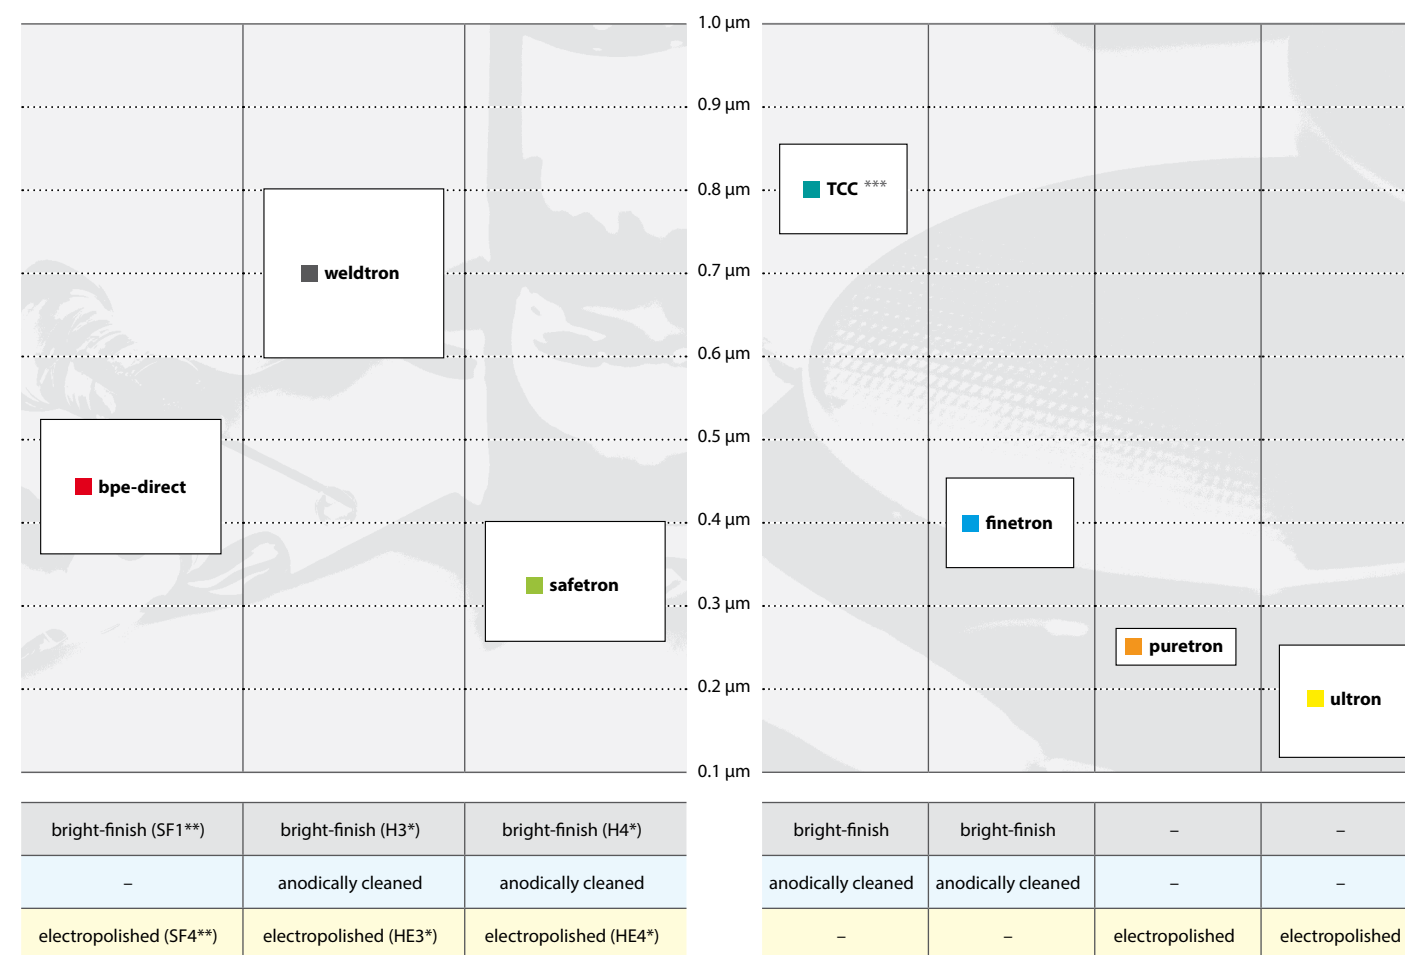 1.0 µm
0.9 µm
0.8 µm
0.7 µm
0.6 µm
0.5 µm
0.4 µm
0.3 µm
0.2 µm
0.1 µm
weldtron
bpe-direct
safetron
TCC ***
finetron
puretron
ultron
bright-finish (SF1**) bright-finish (H3*) bright-finish (H4*) bright-finish bright-finish – –
– anodically cleaned anodically cleaned anodically cleaned anodically cleaned – –
electropolished (SF4**) electropolished (HE3*) electropolished (HE4*) – – electropolished electropolished